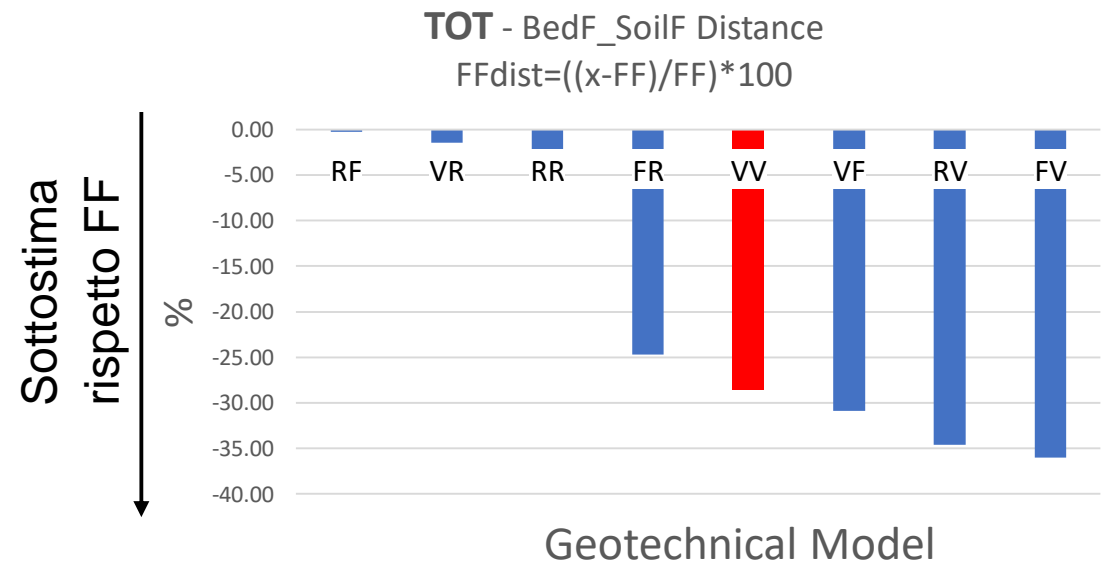 TOT - BedF_SoilF Distance
FFdist=((x-FF)/FF)*100
Sottostima
rispetto FF
%
0.00
-5.00
-10.00
-15.00
-20.00
-25.00
-30.00
-35.00
-40.00
RF VR RR FR VV VF RV FV
Geotechnical Model